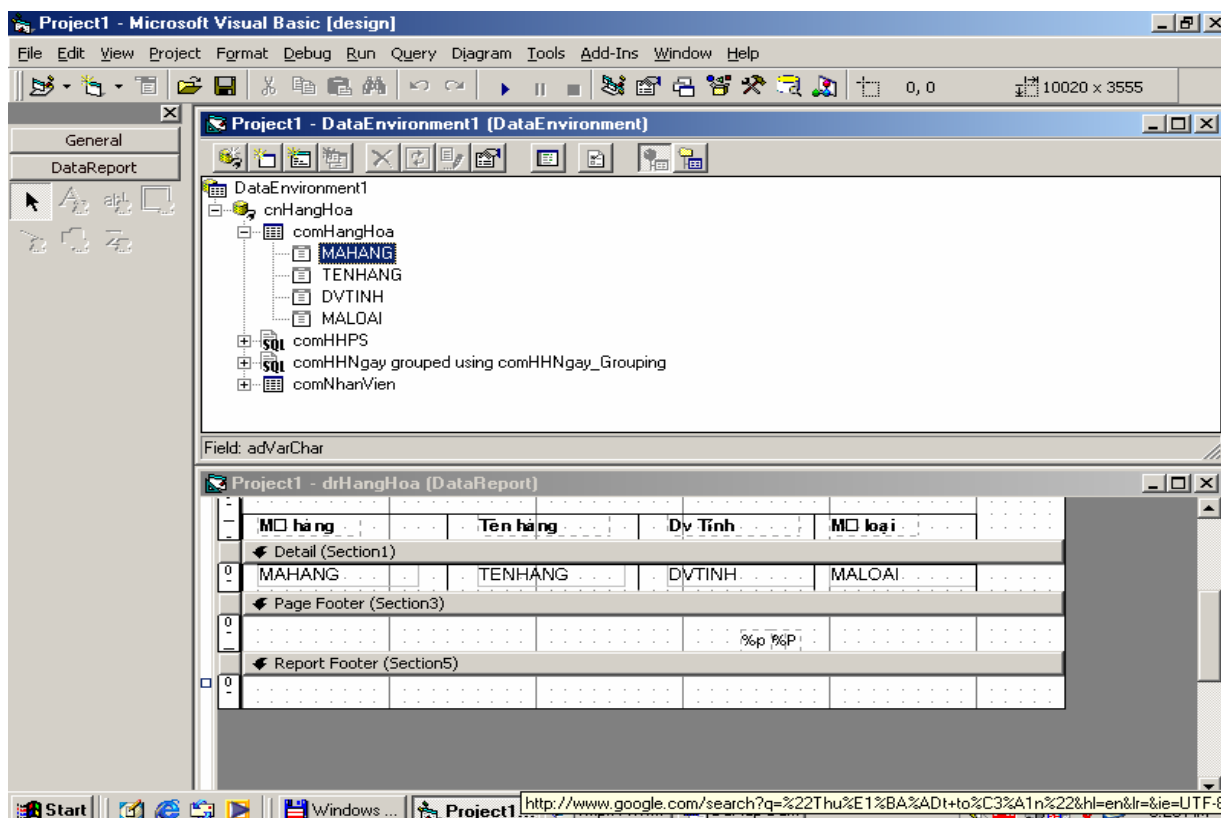 Project1 - Microsoft Visual Basic [design]
File Edit View Project Format Debug Run Query Diagram Tools Add-Ins Window Help
0, 0 10020 x 3555
General
DataReport
Project1 - DataEnvironment1 (DataEnvironment)
DataEnvironment1
cnHangHoa
comHangHoa
MAHANG
TENHANG
DVTINH
MALOAI
SQL comHHPS
SQL comHHNgay grouped using comHHNgay_Grouping
comNhanVien
Field: adVarChar
Project1 - drHangHoa (DataReport)
M□ hàng Tên hàng Dv Tính M□ loại
Detail (Section1)
MAHANG TENHANG DVTINH MALOAI
Page Footer (Section3)
%p %P
Report Footer (Section5)
Start Windows ... Project1 http://www.google.com/search?q=%22Thu%E1%BA%ADt+to%C3%A1n%22&hl=en&lr=&ie=UTF-8